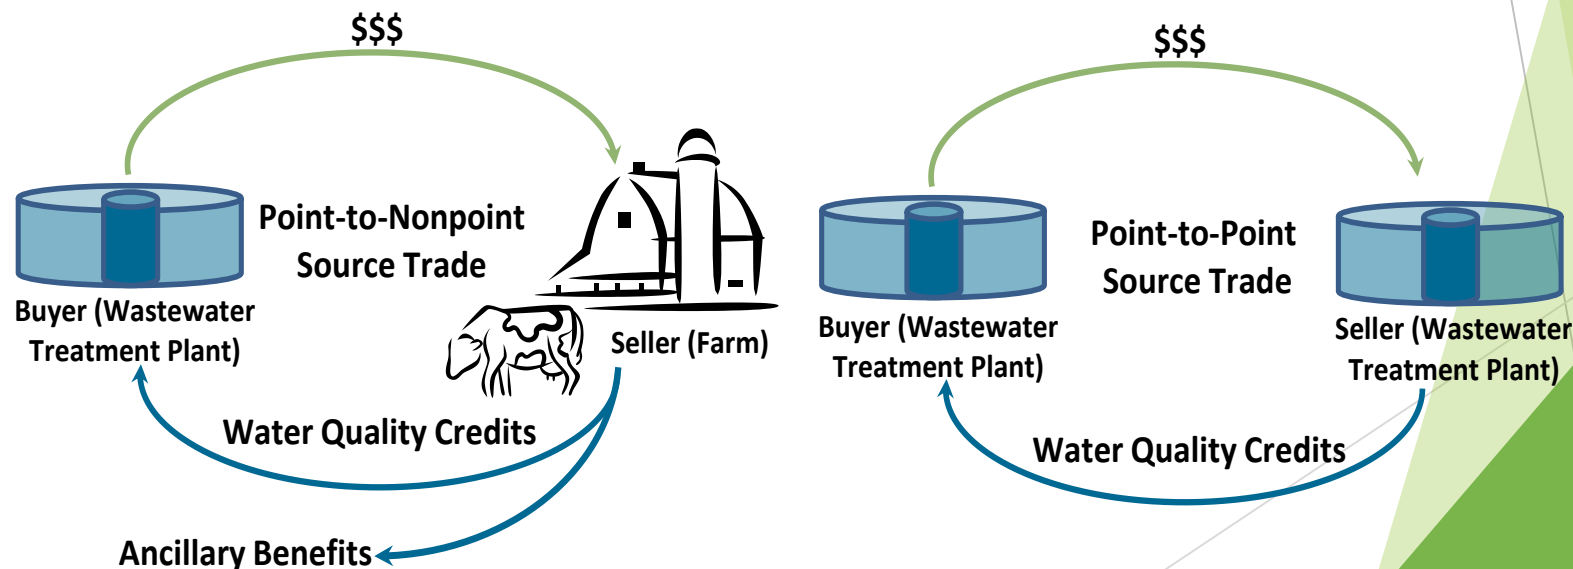 $$$
Point-to-Nonpoint
Source Trade
Buyer (Wastewater
Treatment Plant)
Seller (Farm)
Water Quality Credits
Ancillary Benefits
$$$
Point-to-Point
Source Trade
Buyer (Wastewater
Treatment Plant)
Seller (Wastewater
Treatment Plant)
Water Quality Credits